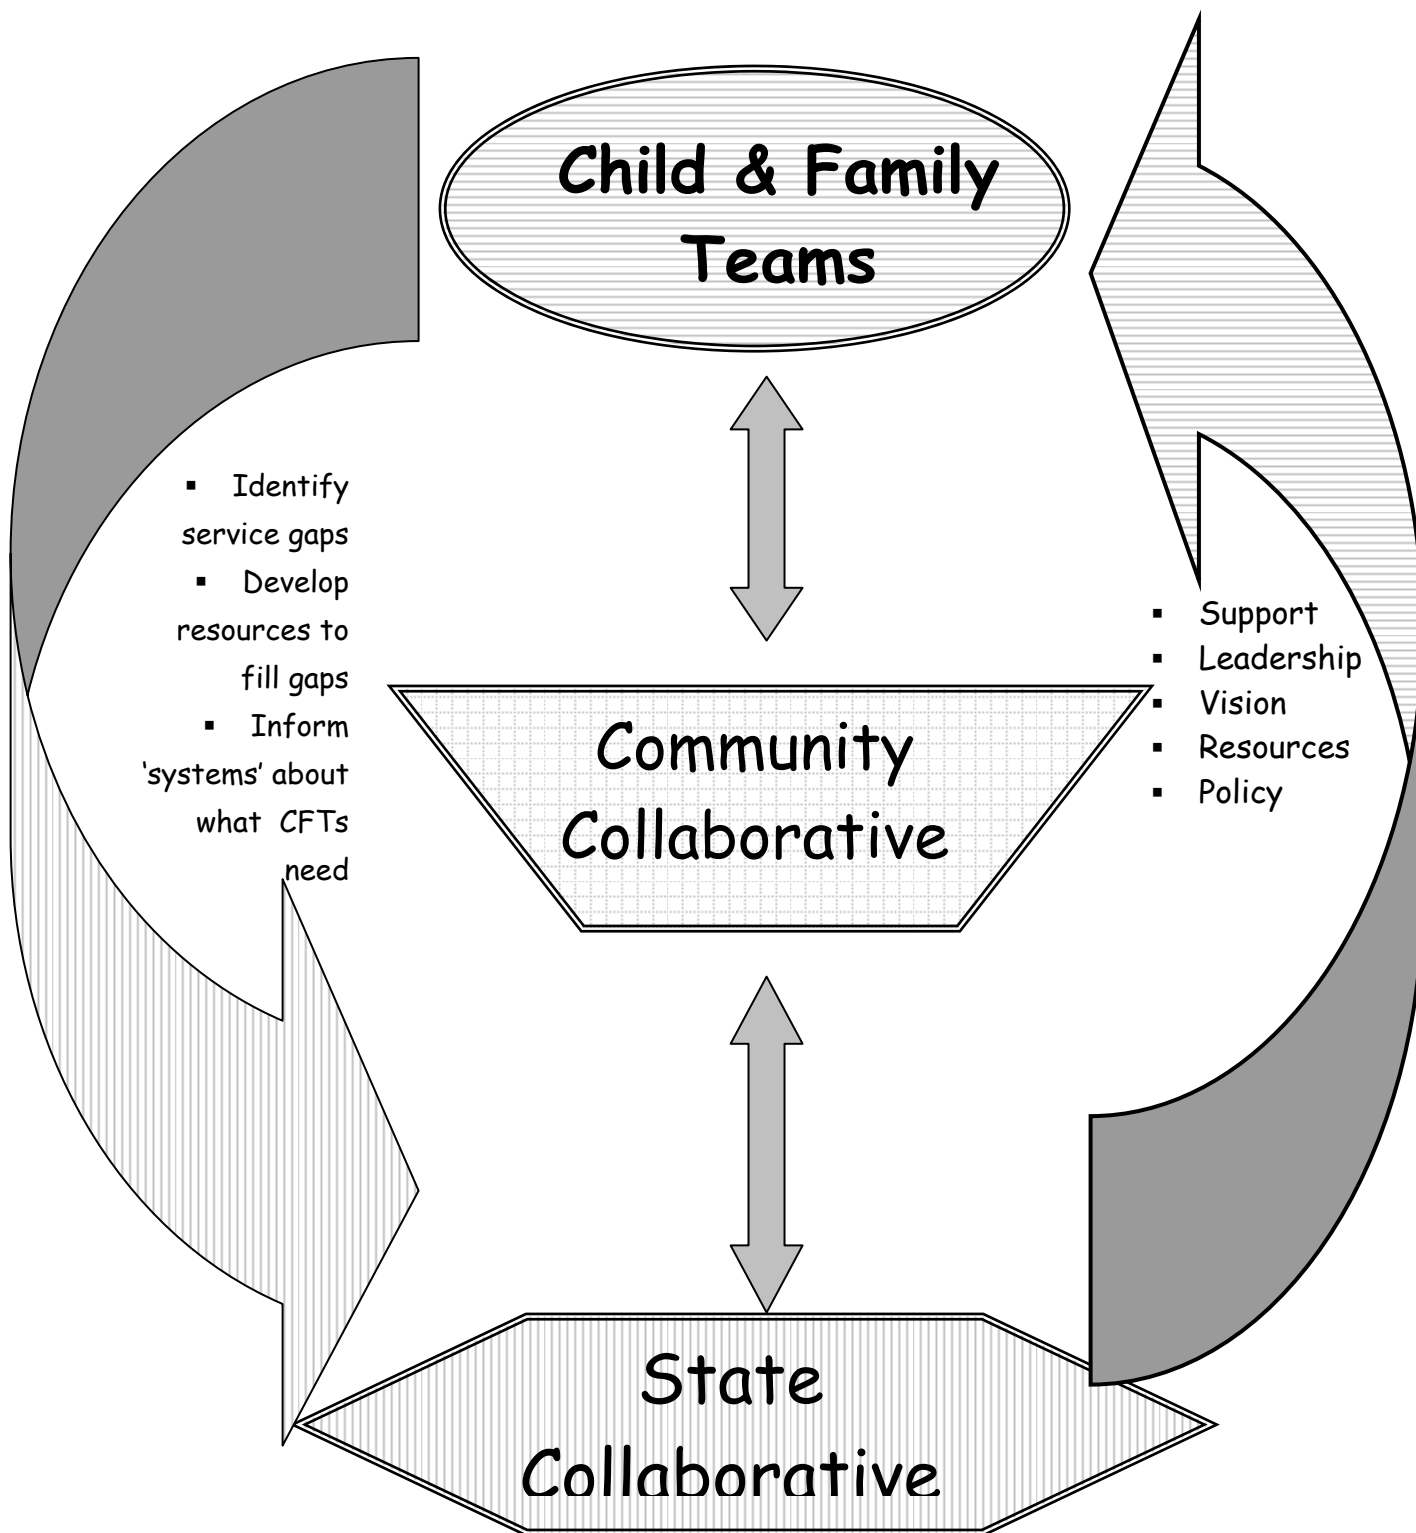 Child & Family
Teams
▪ Identify
service gaps
▪ Develop
resources to
fill gaps
▪ Inform
‘systems’ about
what CFTs
need
▪ Support
▪ Leadership
▪ Vision
▪ Resources
▪ Policy
Community
Collaborative
State
Collaborative